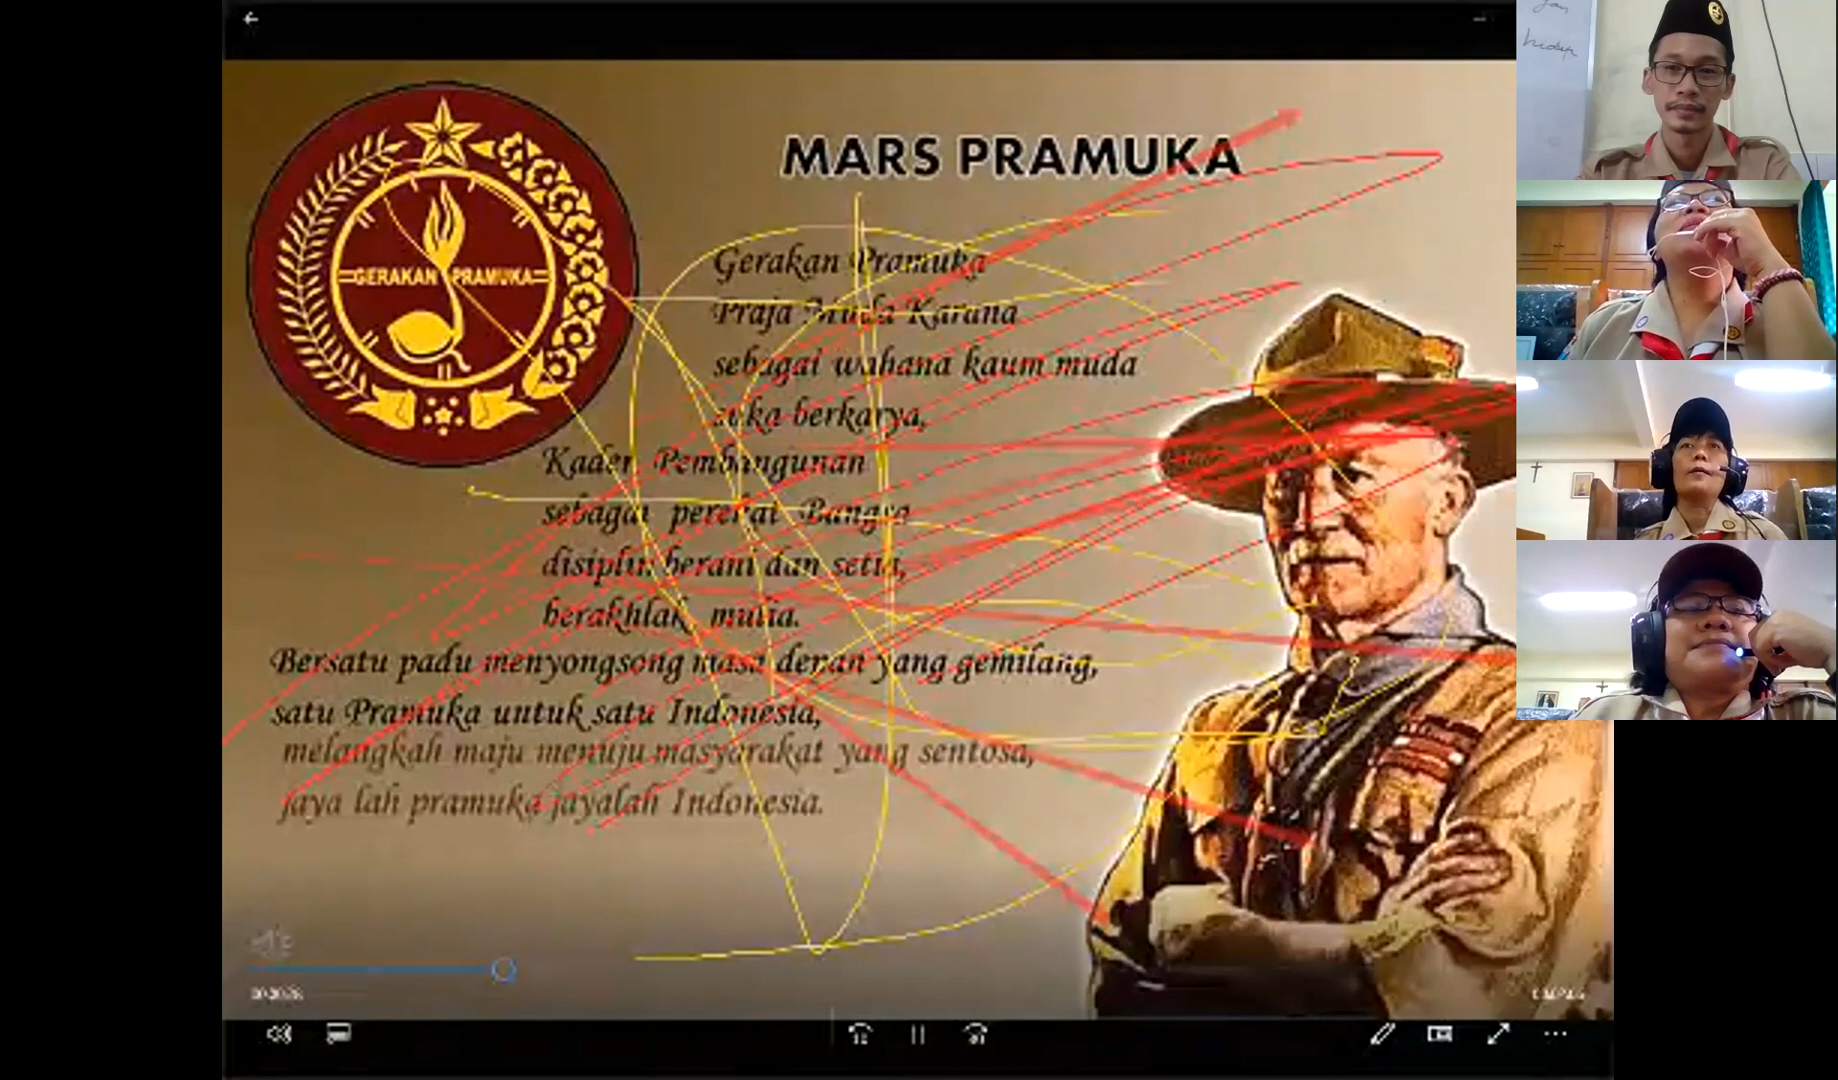 MARS PRAMUKA
GERAKAN PRAMUKA
Gerakan Pramuka
Praja Muda Karana
sebagai wahana kaum muda
suka berkarya,
Kader Pembangunan
sebagai perekat Bangsa
disiplin berani dan setia,
berakhlak mulia.
Bersatu padu menyongsong masa depan yang gemilang,
satu Pramuka untuk satu Indonesia,
melangkah maju menuju masyarakat yang sentosa,
jaya lah pramuka jayalah Indonesia.
hidup